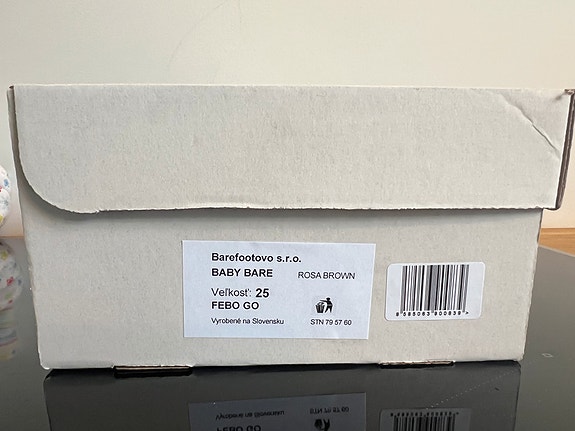 Barefootovo s.r.o.
BABY BARE ROSA BROWN
Veľkosť: 25
FEBO GO
Vyrobené na Slovensku STN 79 57 60